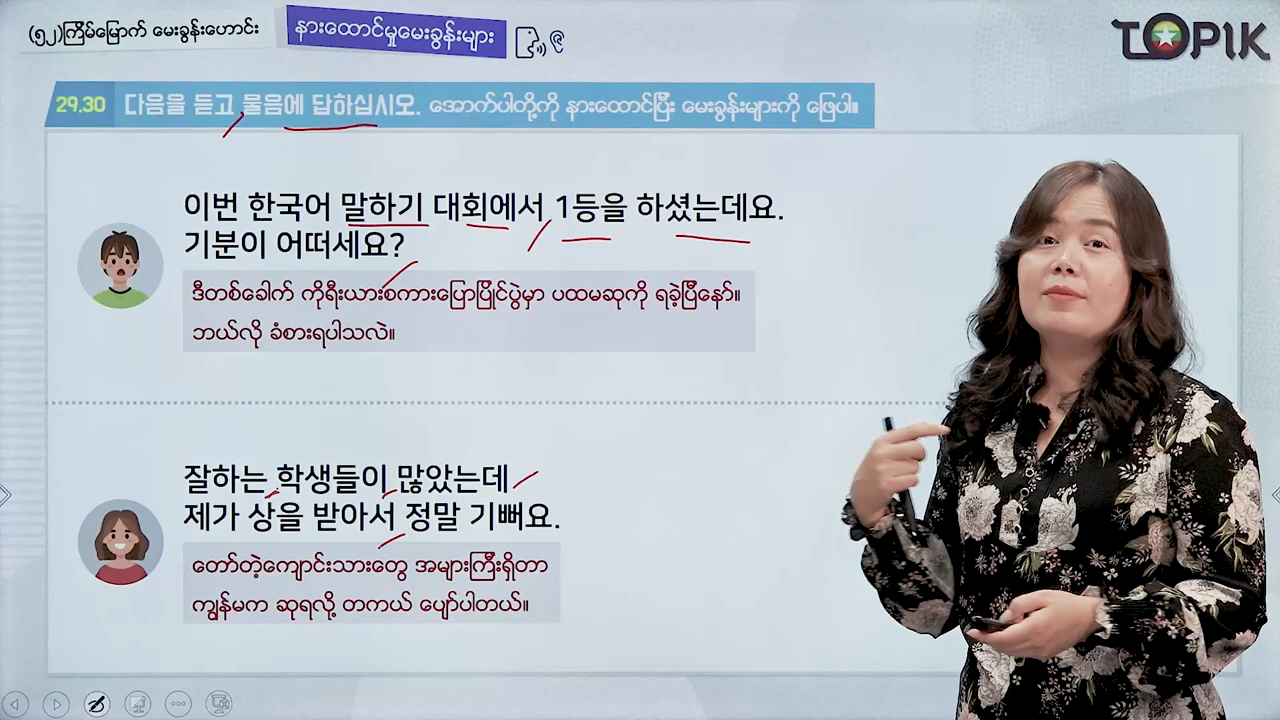 (၅၂)ကြိမ်မြောက် မေးခွန်းဟောင်း
နားထောင်မှုမေးခွန်းများ
TOPIK
29.30 다음을 듣고 물음에 답하십시오. အောက်ပါတို့ကို နားထောင်ပြီး မေးခွန်းများကို ဖြေပါ။
이번 한국어 말하기 대회에서 1등을 하셨는데요.
기분이 어떠세요?
ဒီတစ်ခေါက် ကိုရီးယားစကားပြောပြိုင်ပွဲမှာ ပထမဆုကို ရခဲ့ပြီနော်။
ဘယ်လို ခံစားရပါသလဲ။
잘하는 학생들이 많았는데
제가 상을 받아서 정말 기뻐요.
တော်တဲ့ကျောင်းသားတွေ အများကြီးရှိတာ
ကျွန်မက ဆုရလို့ တကယ် ပျော်ပါတယ်။